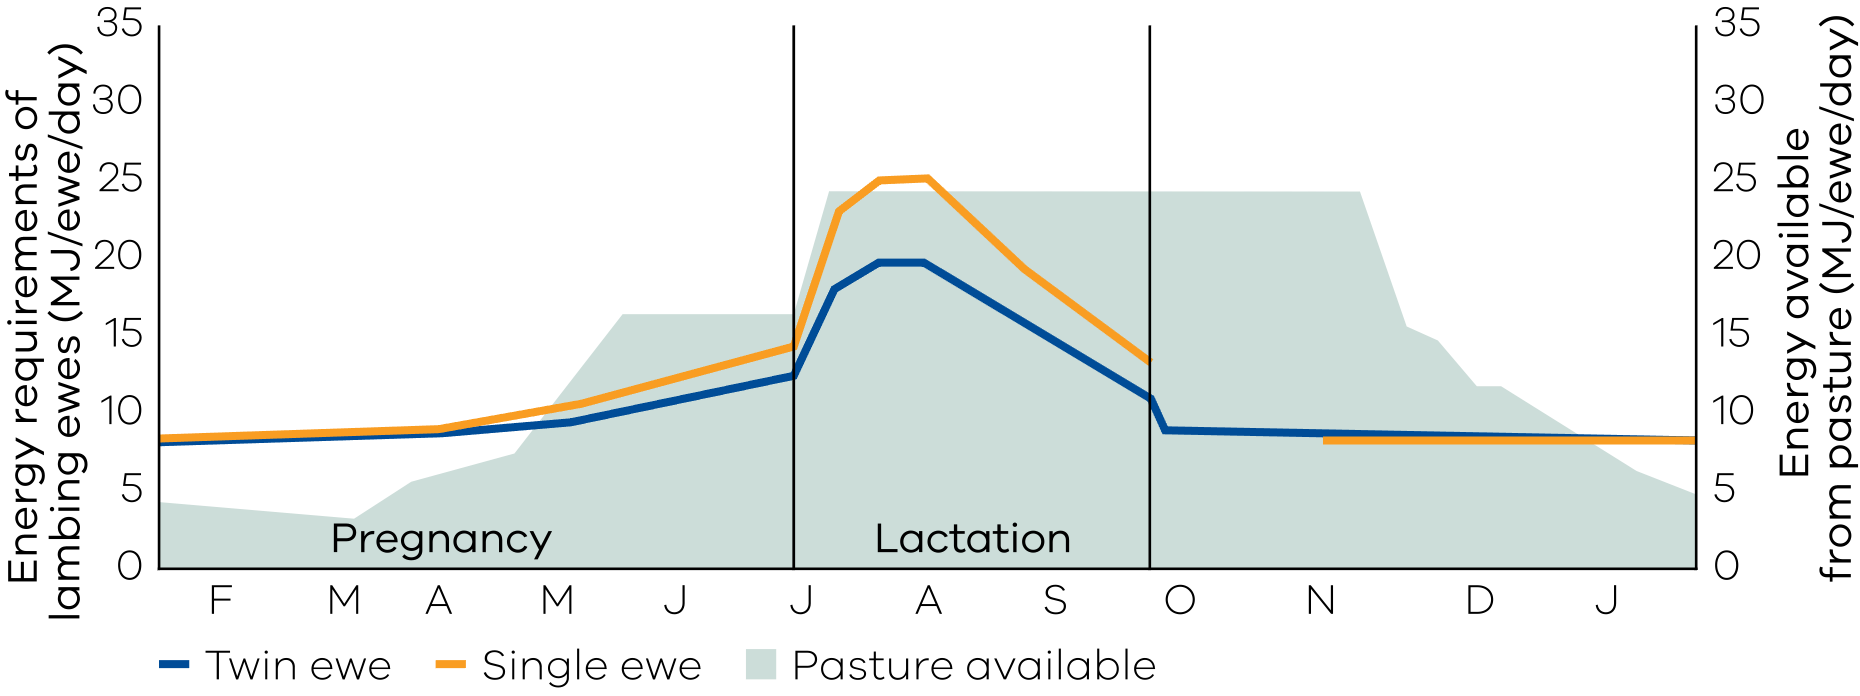 Energy requirements of
lambing ewes (MJ/ewe/day)
35
30
25
20
15
10
5
0
Pregnancy
Lactation
35
30
25
20
15
10
5
0
Energy available
from pasture (MJ/ewe/day)
F M A M J J A S O N D J
Twin ewe Single ewe Pasture available